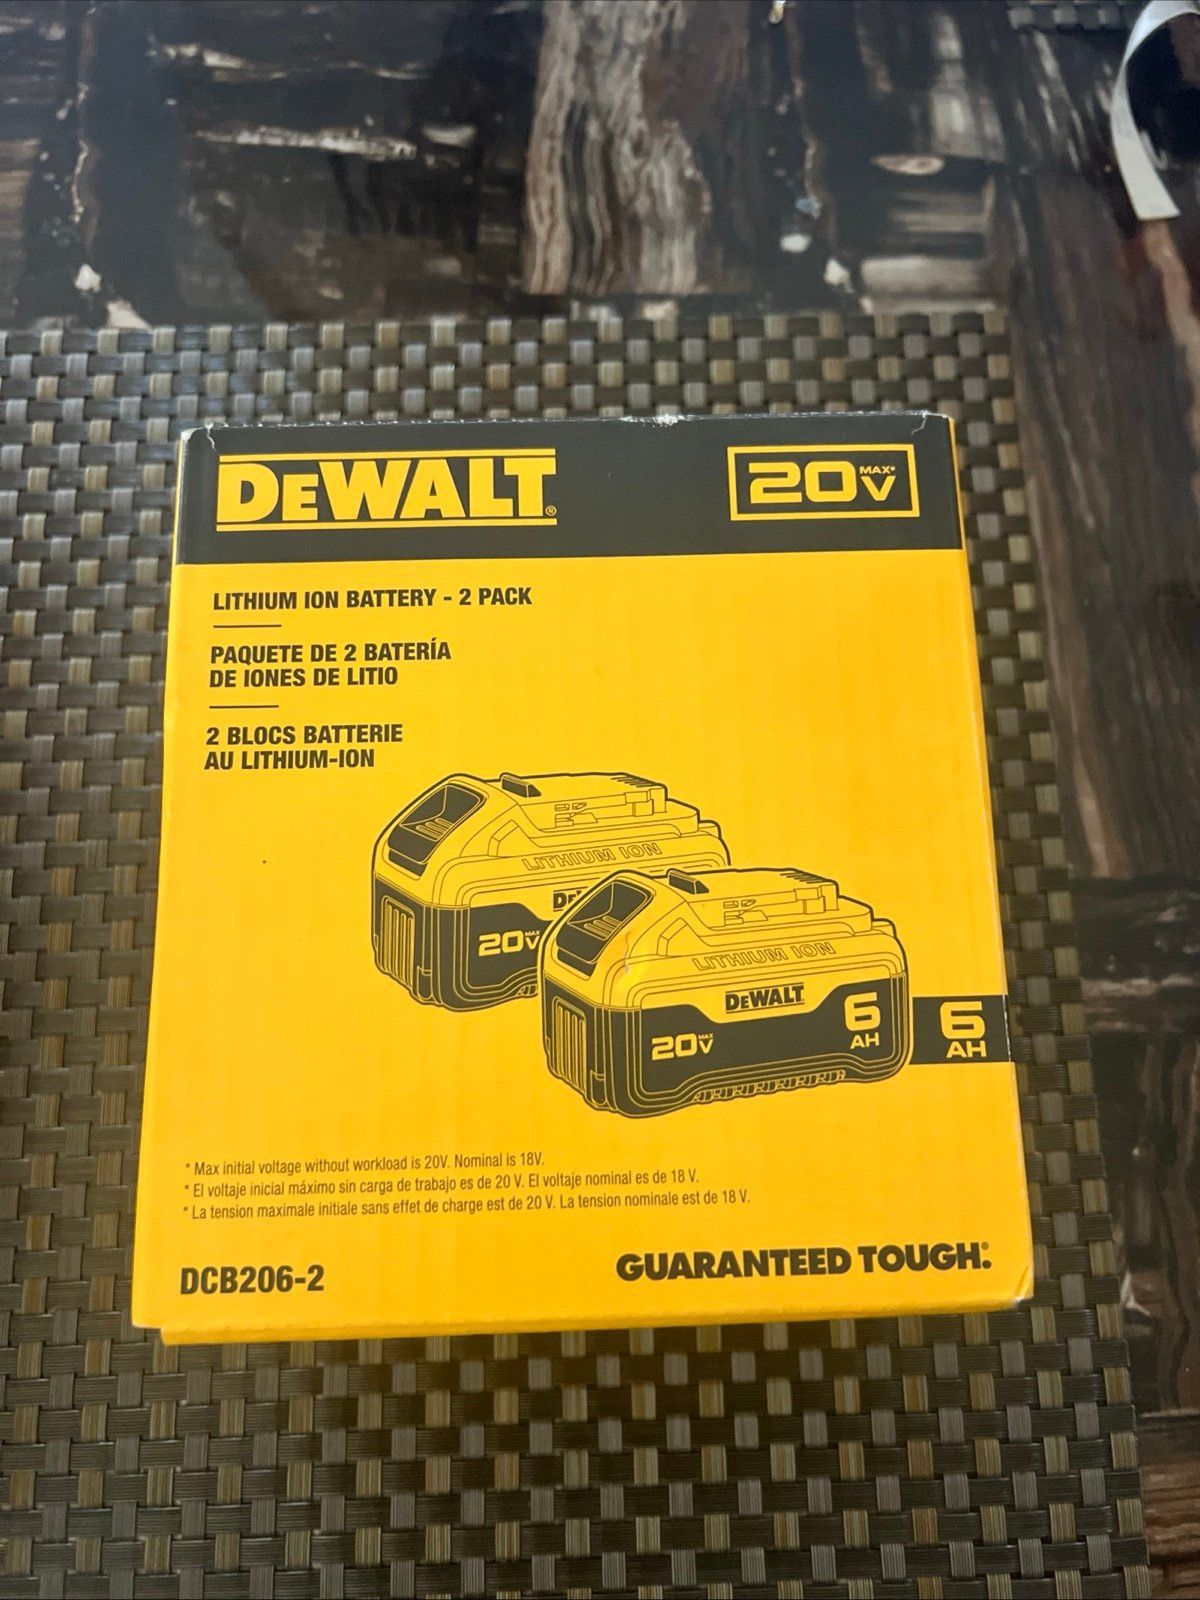 DEWALT®
20V MAX*
LITHIUM ION BATTERY - 2 PACK
PAQUETE DE 2 BATERÍA
DE IONES DE LITIO
2 BLOCS BATTERIE
AU LITHIUM-ION
LITHIUM ION
20V MAX
LITHIUM ION
DEWALT
20V MAX
6
AH
6
AH
* Max initial voltage without workload is 20V. Nominal is 18V.
* El voltaje inicial máximo sin carga de trabajo es de 20 V. El voltaje nominal es de 18 V.
* La tension maximale initiale sans effet de charge est de 20 V. La tension nominale est de 18 V.
DCB206-2
GUARANTEED TOUGH.®